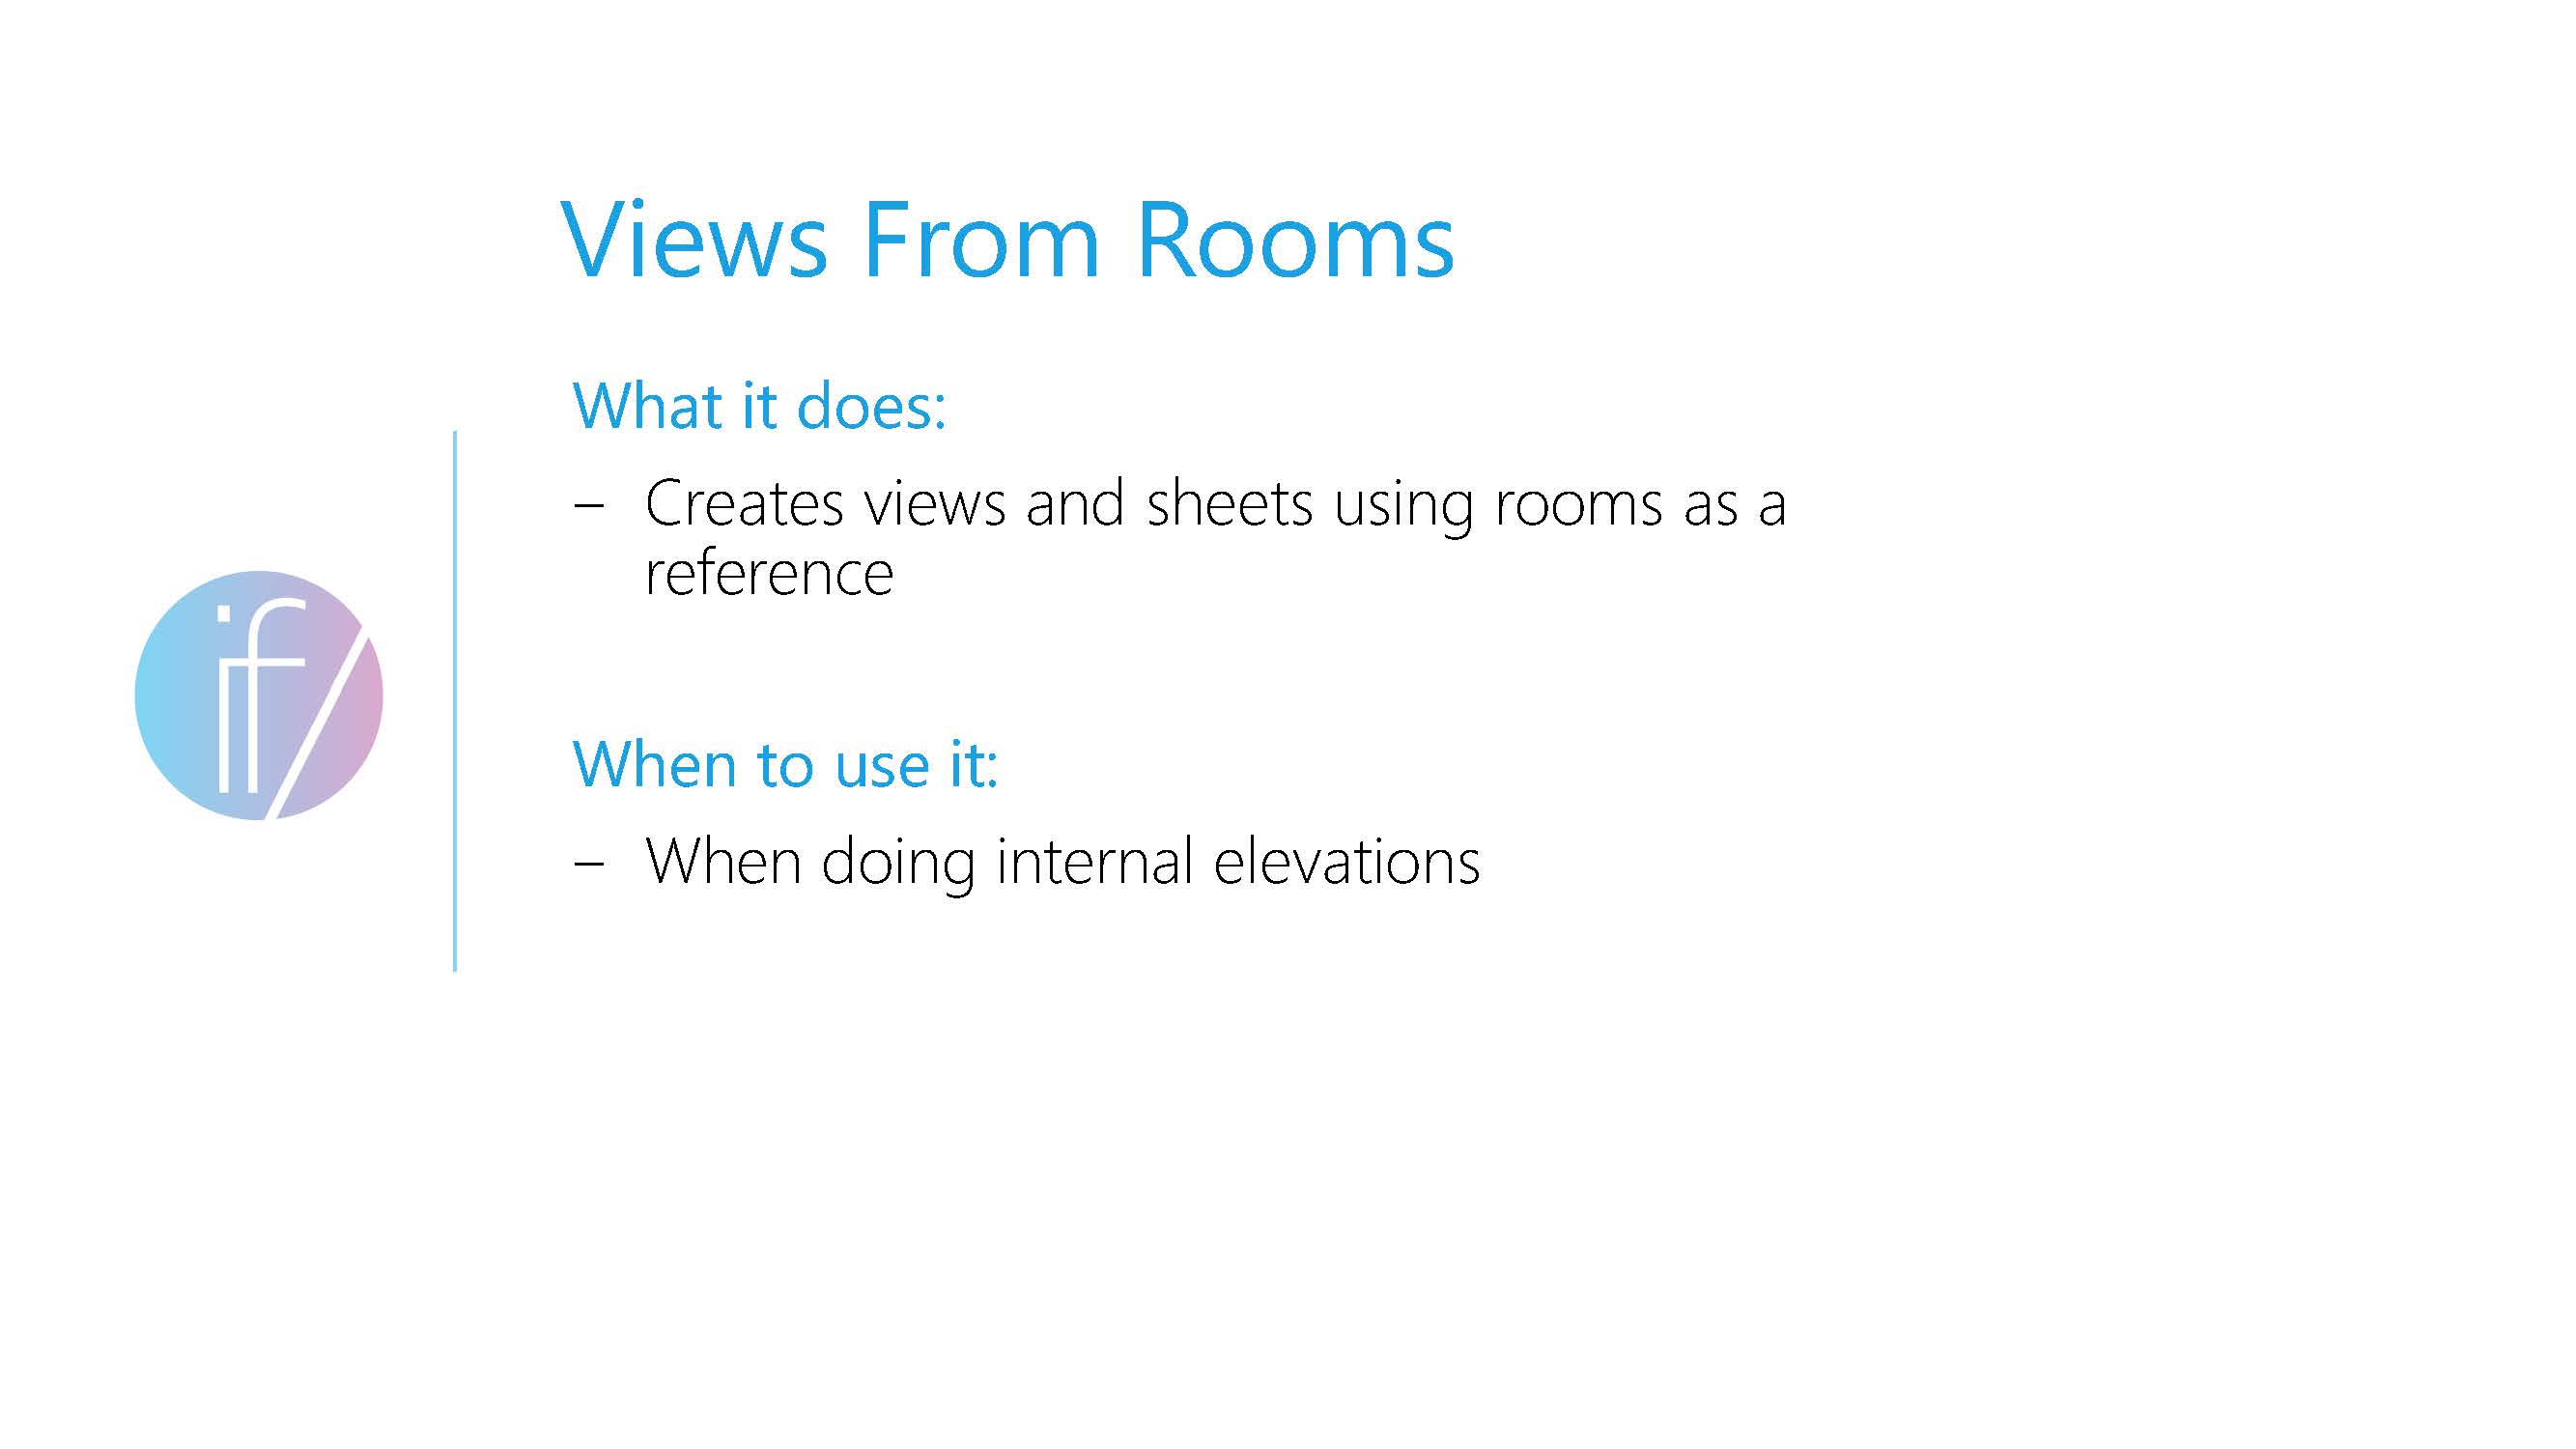 Views From Rooms
What it does:
– Creates views and sheets using rooms as a
reference
if/
When to use it:
– When doing internal elevations